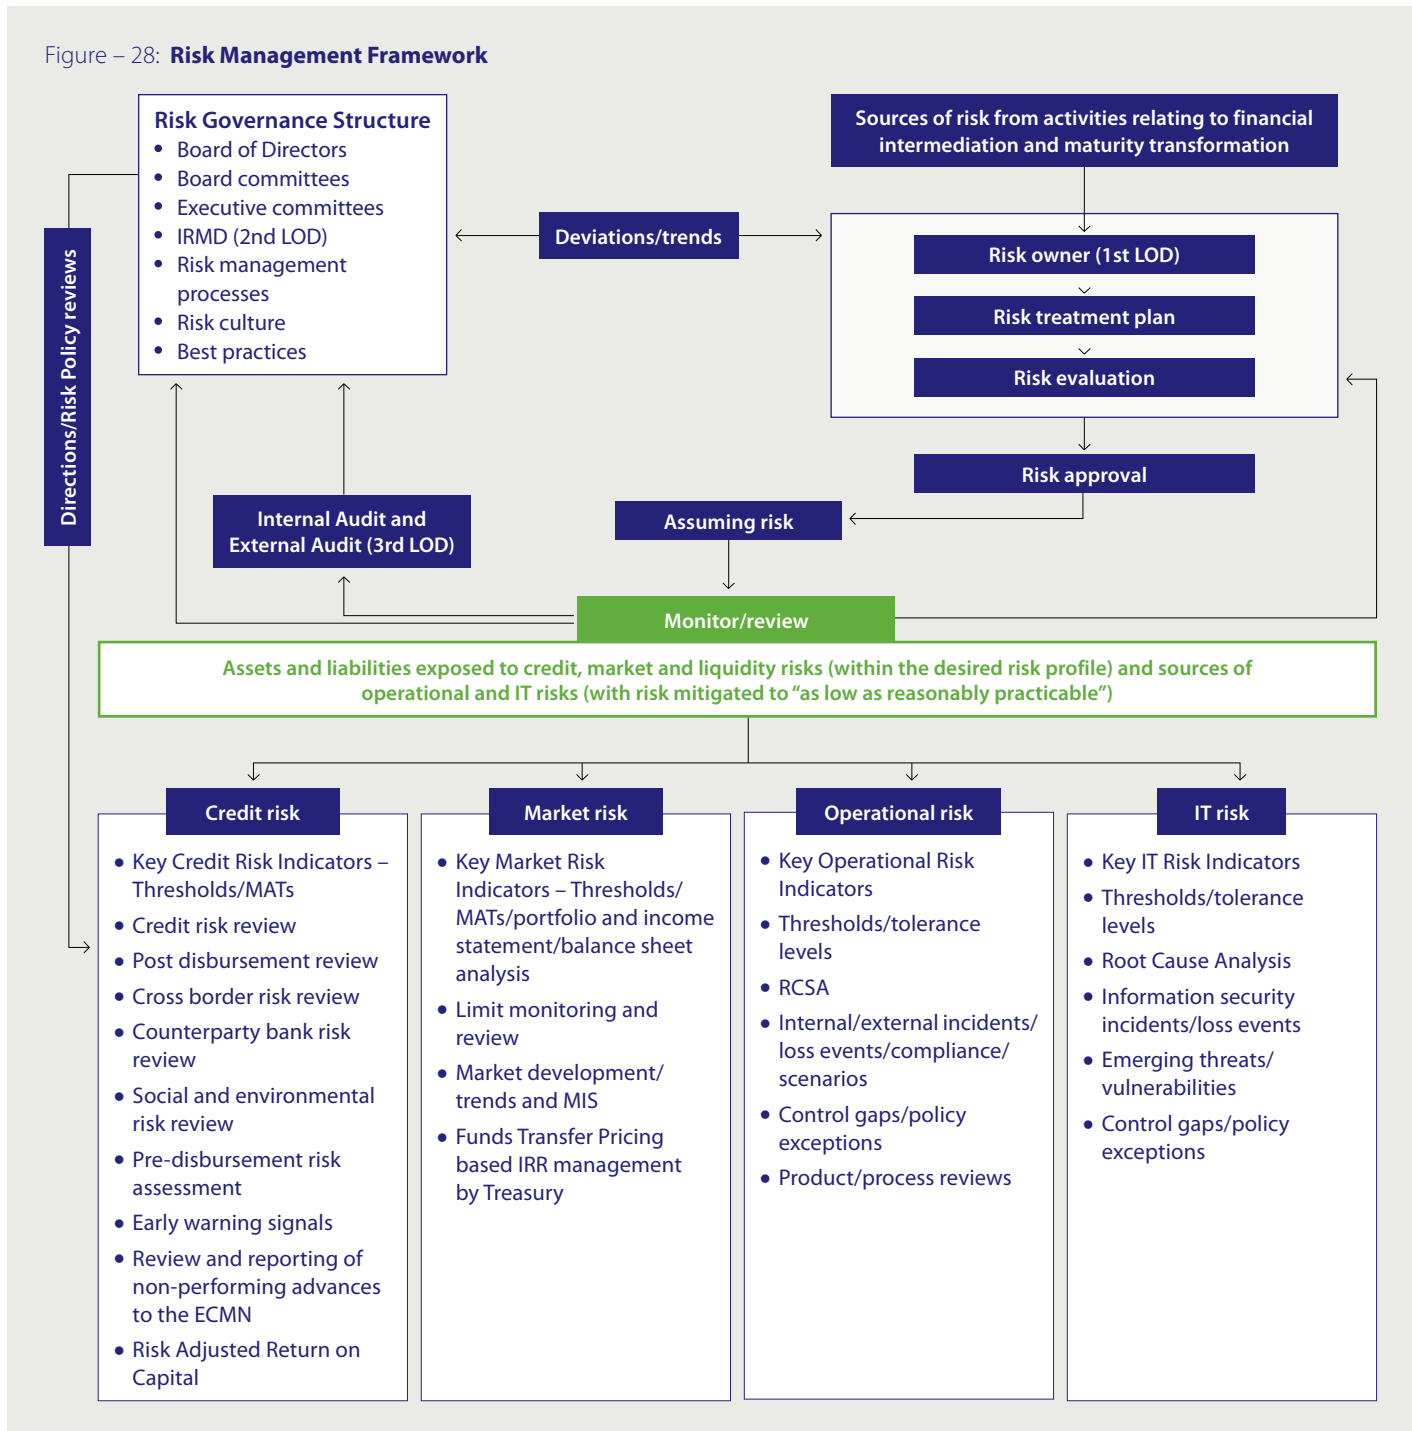 Figure – 28: Risk Management Framework
Risk Governance Structure
• Board of Directors
• Board committees
• Executive committees
• IRMD (2nd LOD)
• Risk management
processes
• Risk culture
• Best practices
Directions/Risk Policy reviews
Deviations/trends
Sources of risk from activities relating to financial
intermediation and maturity transformation
Risk owner (1st LOD)
Risk treatment plan
Risk evaluation
Risk approval
Assuming risk
Internal Audit and
External Audit (3rd LOD)
Monitor/review
Assets and liabilities exposed to credit, market and liquidity risks (within the desired risk profile) and sources of
operational and IT risks (with risk mitigated to “as low as reasonably practicable”)
Credit risk
• Key Credit Risk Indicators –
Thresholds/MATs
• Credit risk review
• Post disbursement review
• Cross border risk review
• Counterparty bank risk
review
• Social and environmental
risk review
• Pre-disbursement risk
assessment
• Early warning signals
• Review and reporting of
non-performing advances
to the ECMN
• Risk Adjusted Return on
Capital
Market risk
• Key Market Risk
Indicators – Thresholds/
MATs/portfolio and income
statement/balance sheet
analysis
• Limit monitoring and
review
• Market development/
trends and MIS
• Funds Transfer Pricing
based IRR management
by Treasury
Operational risk
• Key Operational Risk
Indicators
• Thresholds/tolerance
levels
• RCSA
• Internal/external incidents/
loss events/compliance/
scenarios
• Control gaps/policy
exceptions
• Product/process reviews
IT risk
• Key IT Risk Indicators
• Thresholds/tolerance
levels
• Root Cause Analysis
• Information security
incidents/loss events
• Emerging threats/
vulnerabilities
• Control gaps/policy
exceptions